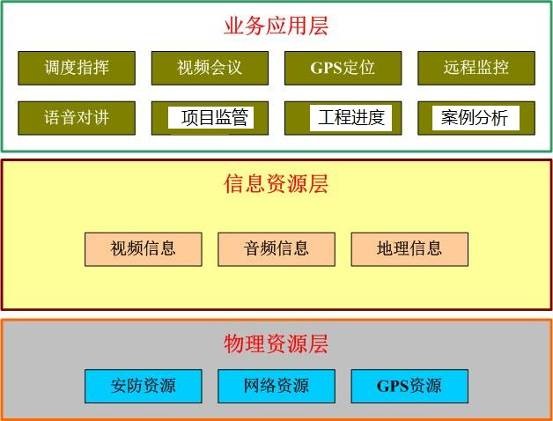 业务应用层
调度指挥 视频会议 GPS定位 远程监控
语音对讲 项目监管 工程进度 案例分析
信息资源层
视频信息 音频信息 地理信息
物理资源层
安防资源 网络资源 GPS资源